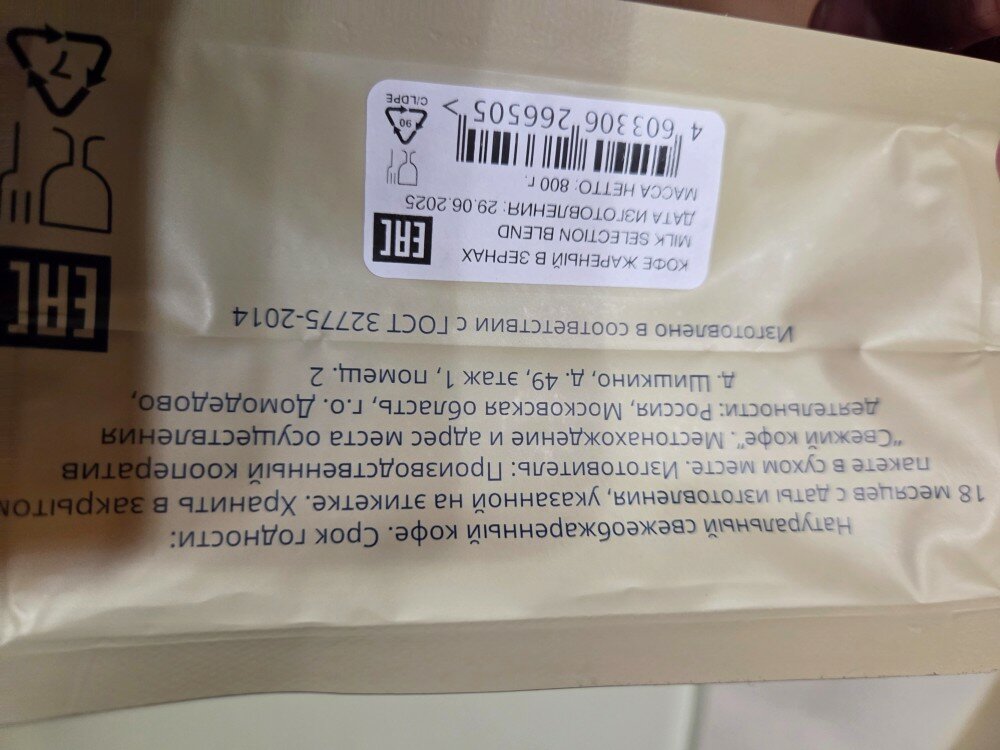 Натуральный свежеобжаренный кофе. Срок годности:
18 месяцев с даты изготовления, указанной на этикетке. Хранить в закрытом
пакете в сухом месте. Изготовитель: Производственный кооператив
"Свежий кофе". Местонахождение и адрес места осуществления
деятельности: Россия, Московская область, г.о. Домодедово,
д. Шишкино, д. 49, этаж 1, помещ. 2
Изготовлено в соответствии с ГОСТ 32775-2014
КОФЕ ЖАРЕНЫЙ В ЗЕРНАХ
MILK SELECTION BLEND
ДАТА ИЗГОТОВЛЕНИЯ: 29.06.2025
МАССА НЕТТО: 800 г.
EAC
4 603306 266505 >
90
C/LDPE
EAC
7